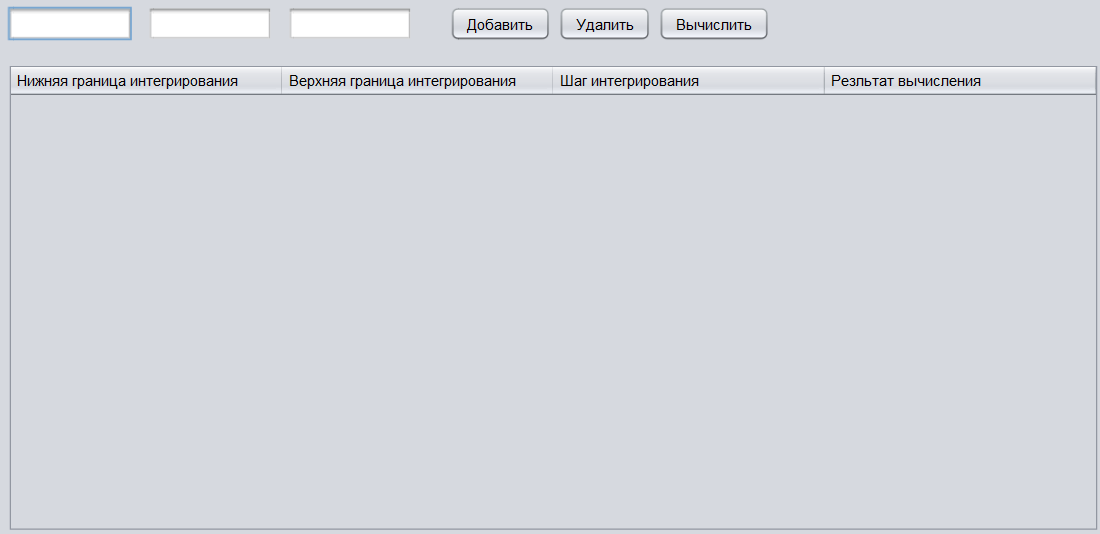 Добавить Удалить Вычислить
Нижняя граница интегрирования Верхняя граница интегрирования Шаг интегрирования Резльтат вычисления